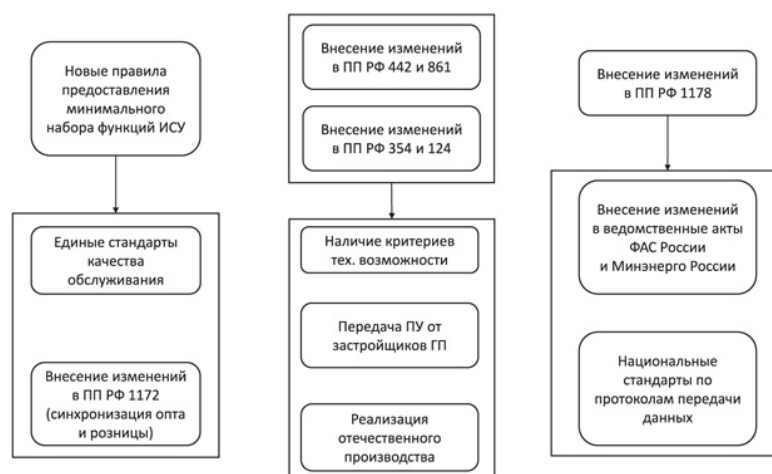 Новые правила
предоставления
минимального
набора функций ИСУ
Единые стандарты
качества
обслуживания
Внесение изменений
в ПП РФ 1172
(синхронизация опта
и розницы)
Внесение изменений
в ПП РФ 442 и 861
Внесение изменений
в ПП РФ 354 и 124
Наличие критериев
тех. возможности
Передача ПУ от
застройщиков ГП
Реализация
отечественного
производства
Внесение изменений
в ПП РФ 1178
Внесение изменений
в ведомственные акты
ФАС России
и Минэнерго России
Национальные
стандарты по
протоколам передачи
данных